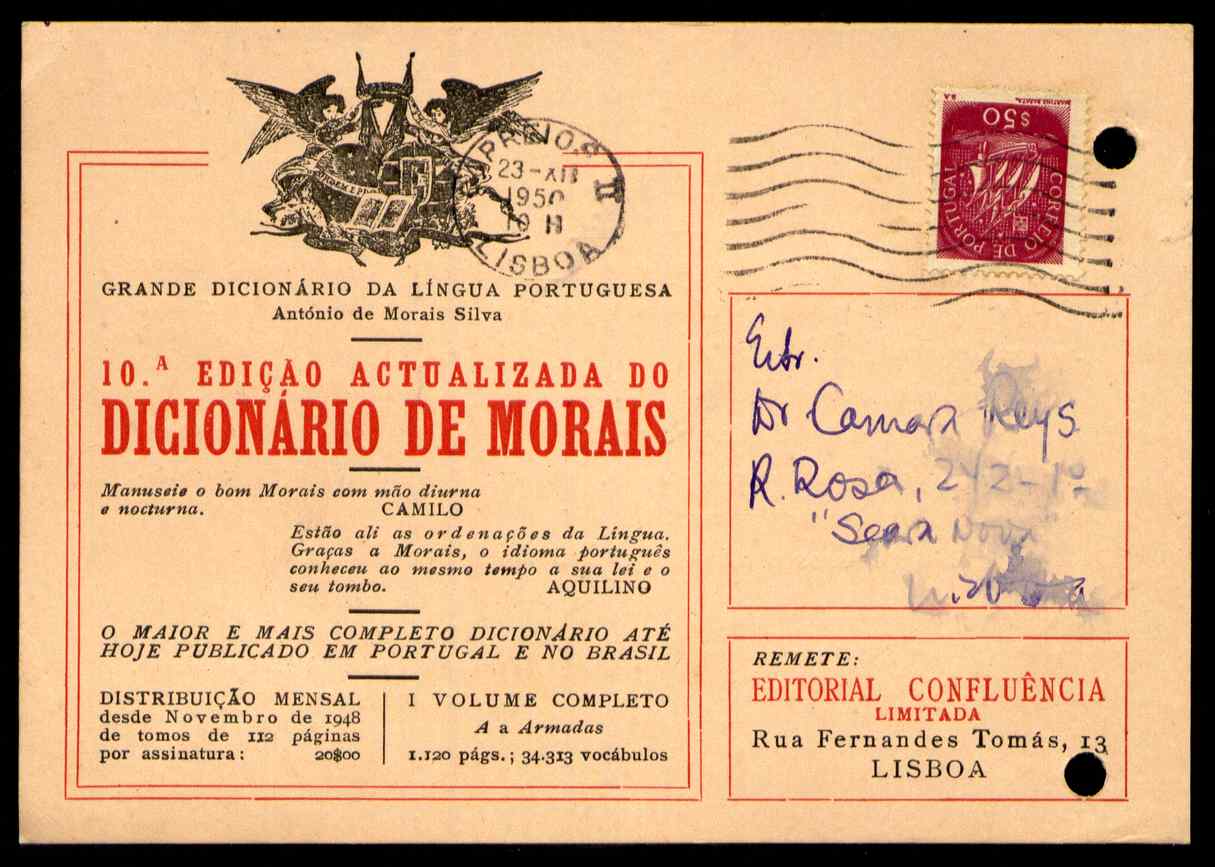 CORREIOS II
23-XII
1950
LISBOA
$50
CORREIO DE PORTUGAL
GRANDE DICIONÁRIO DA LÍNGUA PORTUGUESA
António de Morais Silva
10.ª EDIÇÃO ACTUALIZADA DO
DICIONÁRIO DE MORAIS
Manuseie o bom Morais com mão diurna
e nocturna. CAMILO
Estão ali as ordenações da Língua.
Graças a Morais, o idioma português
conheceu ao mesmo tempo a sua lei e o
seu tombo. AQUILINO
O MAIOR E MAIS COMPLETO DICIONÁRIO ATÉ
HOJE PUBLICADO EM PORTUGAL E NO BRASIL
DISTRIBUIÇÃO MENSAL
desde Novembro de 1948
de tomos de 112 páginas
por assinatura: 20$00
I VOLUME COMPLETO
A a Armadas
1.120 págs.; 34.313 vocábulos
Dr Camara Reys
R. Rosa, 242-1º
"Seara Nova"
REMETE:
EDITORIAL CONFLUÊNCIA
LIMITADA
Rua Fernandes Tomás, 13
LISBOA